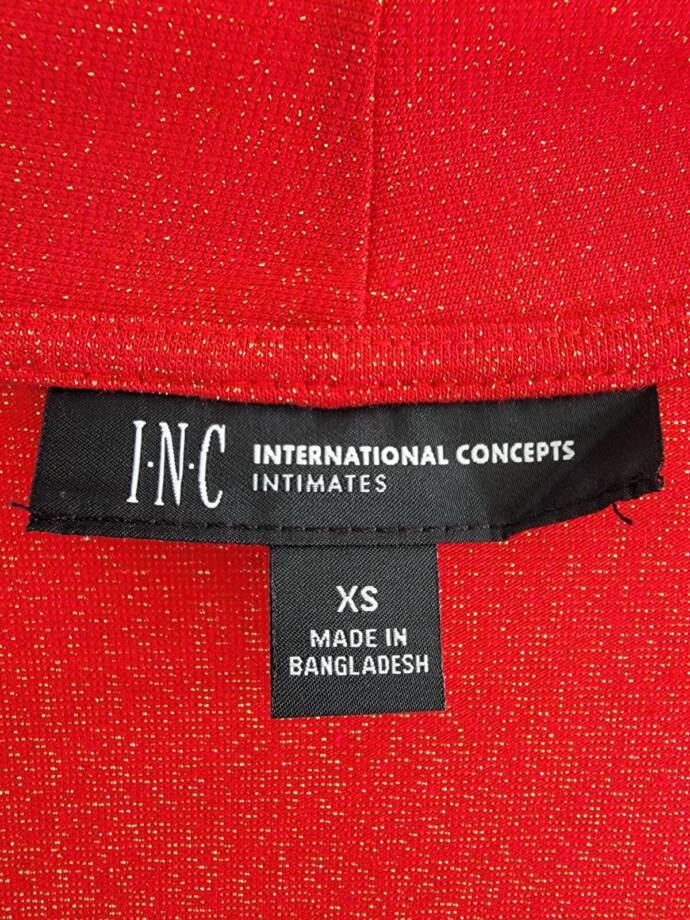 I·N·C
INTERNATIONAL CONCEPTS
INTIMATES
XS
MADE IN
BANGLADESH